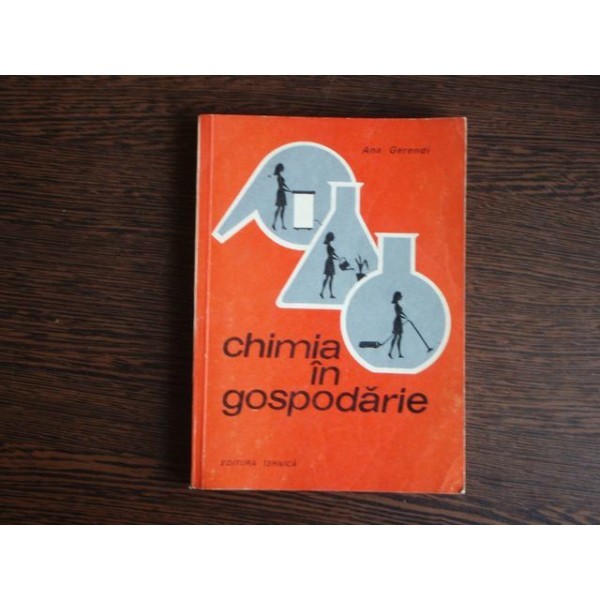 Ana Gerendi
chimia
în
gospodărie
EDITURA TEHNICĂ